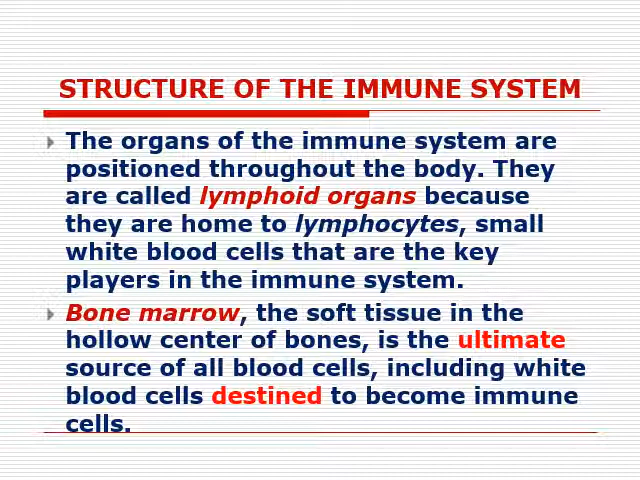 STRUCTURE OF THE IMMUNE SYSTEM
The organs of the immune system are
positioned throughout the body. They
are called lymphoid organs because
they are home to lymphocytes, small
white blood cells that are the key
players in the immune system.
Bone marrow, the soft tissue in the
hollow center of bones, is the ultimate
source of all blood cells, including white
blood cells destined to become immune
cells.